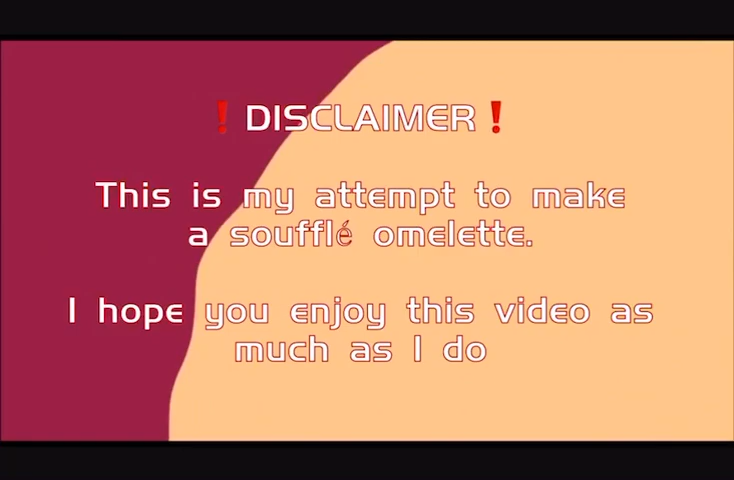 ❗DISCLAIMER❗
This is my attempt to make
a soufflé omelette.
I hope you enjoy this video as
much as I do